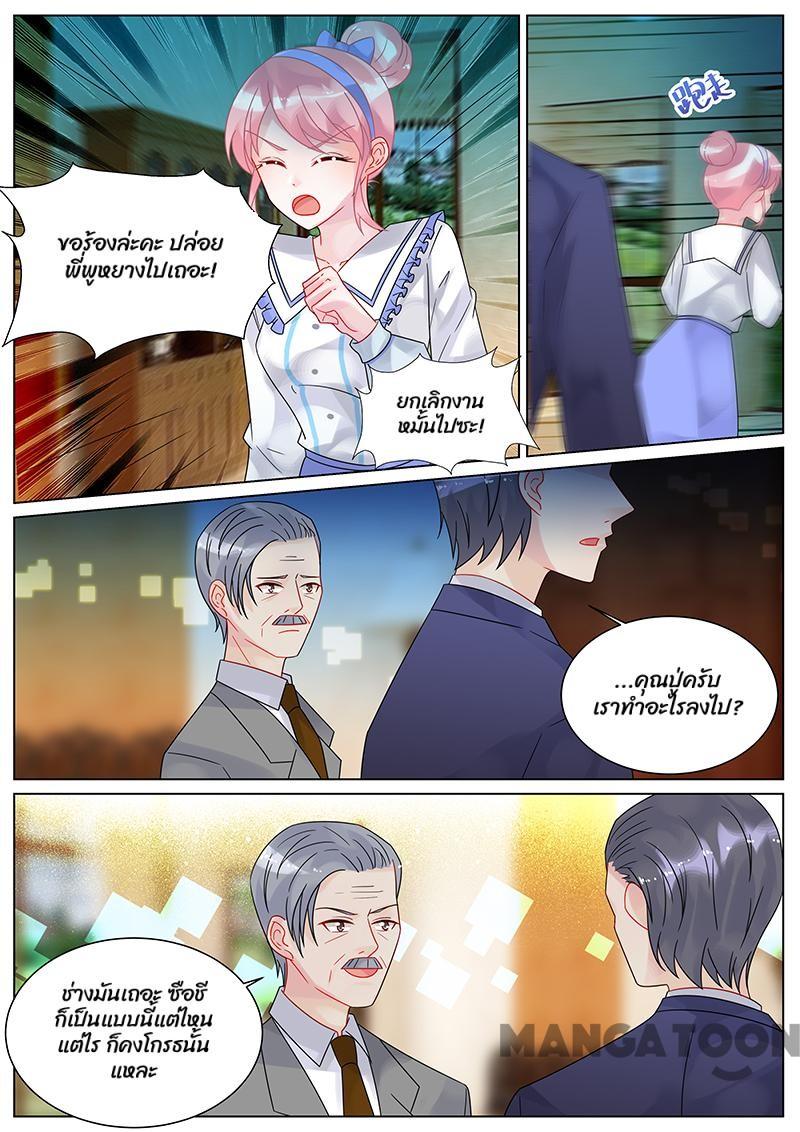 ขอร้องล่ะคะ ปล่อย
พี่พูหยางไปเถอะ!
跑走
ยกเลิกงาน
หมั้นไปซะ!
...คุณปู่ครับ
เราทำอะไรลงไป?
ช่างมันเถอะ ซือชี
ก็เป็นแบบนี้แต่ไหน
แต่ไร ก็คงโกรธนั้น
แหละ
MANGATOON